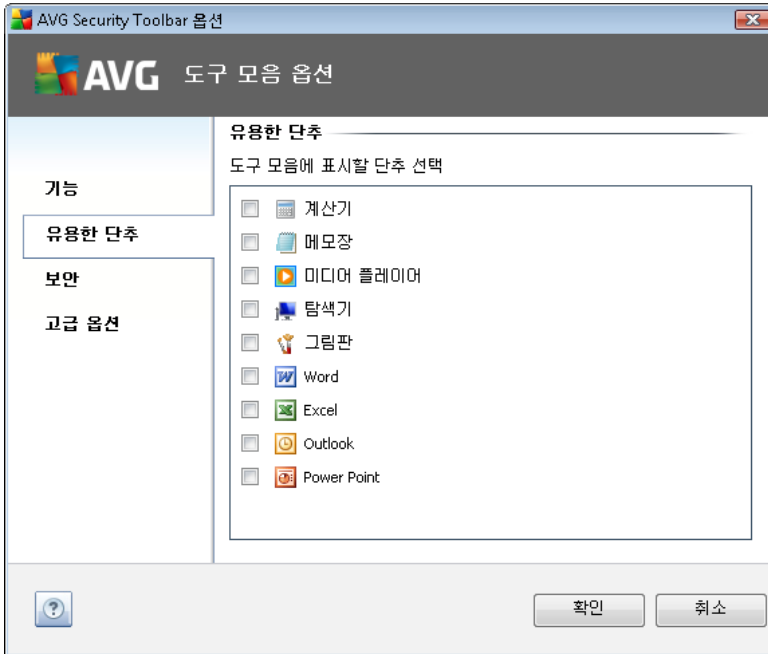 AVG Security Toolbar 옵션
AVG 도구 모음 옵션
유용한 단추
도구 모음에 표시할 단추 선택
기능
유용한 단추
보안
고급 옵션
계산기
메모장
미디어 플레이어
탐색기
그림판
Word
Excel
Outlook
Power Point
?
확인
취소